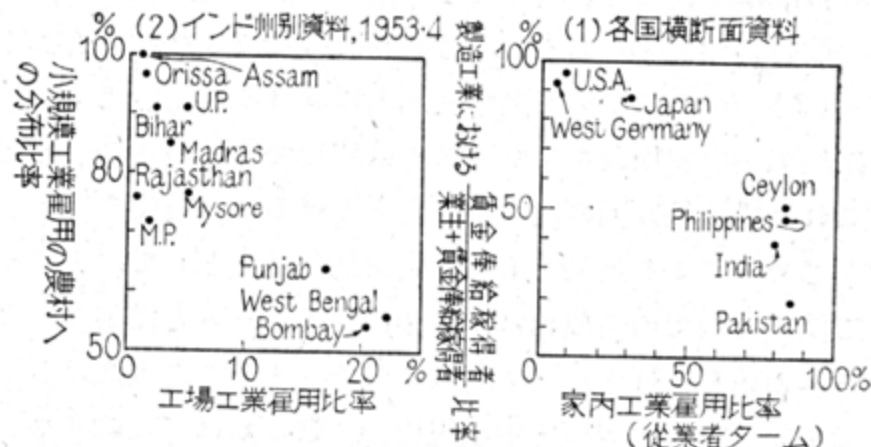 % (2)インド州別資料,1953·4
100
小規模工業雇用の農村への分布比率
Orissa Assam
U.P.
Bihar
Madras
80
Rajasthan
Mysore
M.P.
Punjab
West Bengal
Bombay
50
0 10 20 %
工場工業雇用比率
% (1)各国横断面資料
製造工業における 賃金俸給稼得者 / 業主+賃金俸給稼得者 比率
100
U.S.A.
Japan
West Germany
Ceylon
50
Philippines
India
Pakistan
0 50 100%
家内工業雇用比率
(従業者ターム)